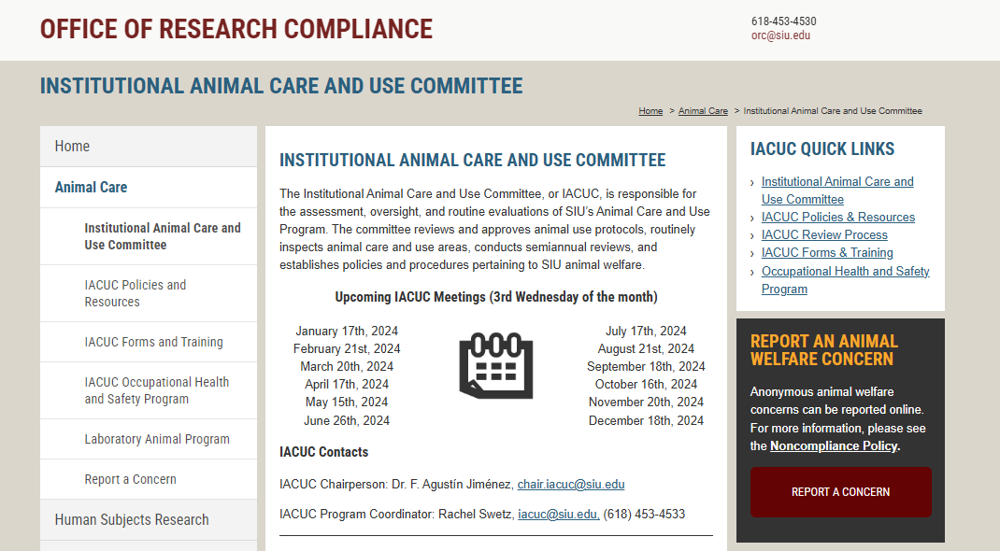 OFFICE OF RESEARCH COMPLIANCE
618-453-4530
orc@siu.edu
INSTITUTIONAL ANIMAL CARE AND USE COMMITTEE
Home > Animal Care > Institutional Animal Care and Use Committee
Home
Animal Care
Institutional Animal Care and
Use Committee
IACUC Policies and
Resources
IACUC Forms and Training
IACUC Occupational Health
and Safety Program
Laboratory Animal Program
Report a Concern
Human Subjects Research
INSTITUTIONAL ANIMAL CARE AND USE COMMITTEE
The Institutional Animal Care and Use Committee, or IACUC, is responsible for
the assessment, oversight, and routine evaluations of SIU’s Animal Care and Use
Program. The committee reviews and approves animal use protocols, routinely
inspects animal care and use areas, conducts semiannual reviews, and
establishes policies and procedures pertaining to SIU animal welfare.
Upcoming IACUC Meetings (3rd Wednesday of the month)
January 17th, 2024
February 21st, 2024
March 20th, 2024
April 17th, 2024
May 15th, 2024
June 26th, 2024
July 17th, 2024
August 21st, 2024
September 18th, 2024
October 16th, 2024
November 20th, 2024
December 18th, 2024
IACUC Contacts
IACUC Chairperson: Dr. F. Agustín Jiménez, chair.iacuc@siu.edu
IACUC Program Coordinator: Rachel Swetz, iacuc@siu.edu, (618) 453-4533
IACUC QUICK LINKS
› Institutional Animal Care and
Use Committee
› IACUC Policies & Resources
› IACUC Review Process
› IACUC Forms & Training
› Occupational Health and Safety
Program
REPORT AN ANIMAL
WELFARE CONCERN
Anonymous animal welfare
concerns can be reported online.
For more information, please see
the Noncompliance Policy.
REPORT A CONCERN